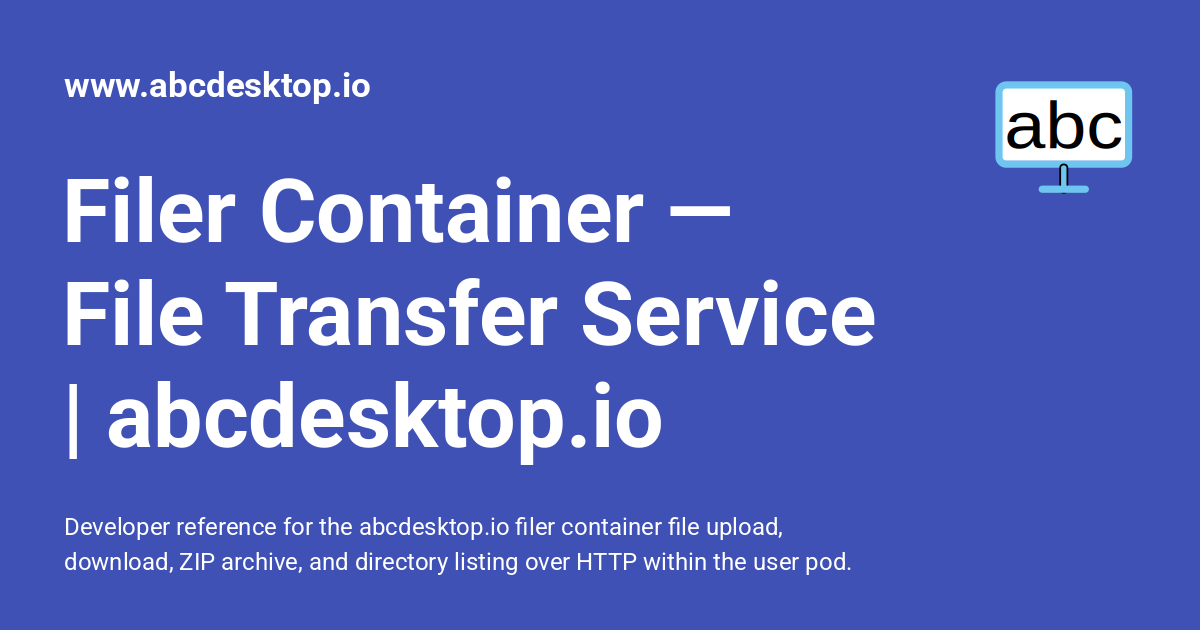 www.abcdesktop.io
abc
Filer Container —
File Transfer Service
| abcdesktop.io
Developer reference for the abcdesktop.io filer container file upload,
download, ZIP archive, and directory listing over HTTP within the user pod.